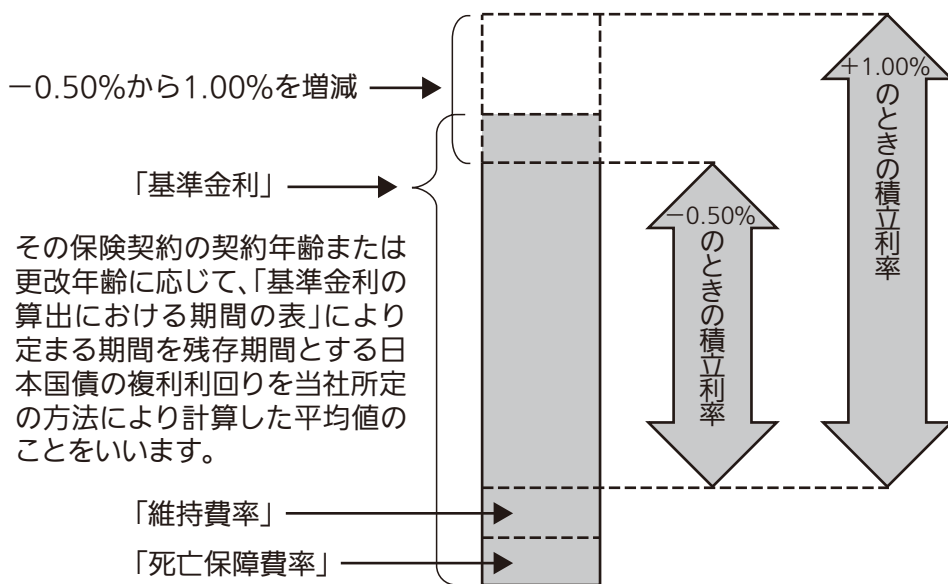 －0.50%から1.00%を増減
「基準金利」
その保険契約の契約年齢または
更改年齢に応じて、「基準金利の
算出における期間の表」により
定まる期間を残存期間とする日
本国債の複利利回りを当社所定
の方法により計算した平均値の
ことをいいます。
「維持費率」
「死亡保障費率」
－0.50%
のときの積立利率
＋1.00%
のときの積立利率